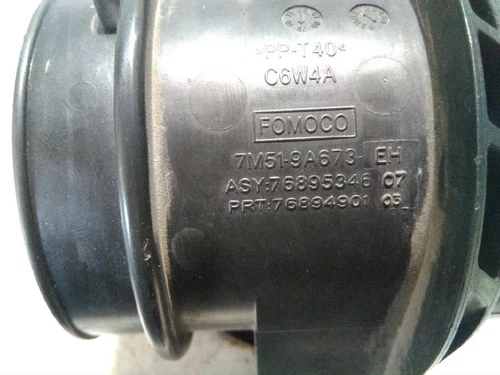 >PP-T40<
C6W4A
FOMOCO
7M51-9A673- EH
ASY:76895346 07
PRT:76894901 03